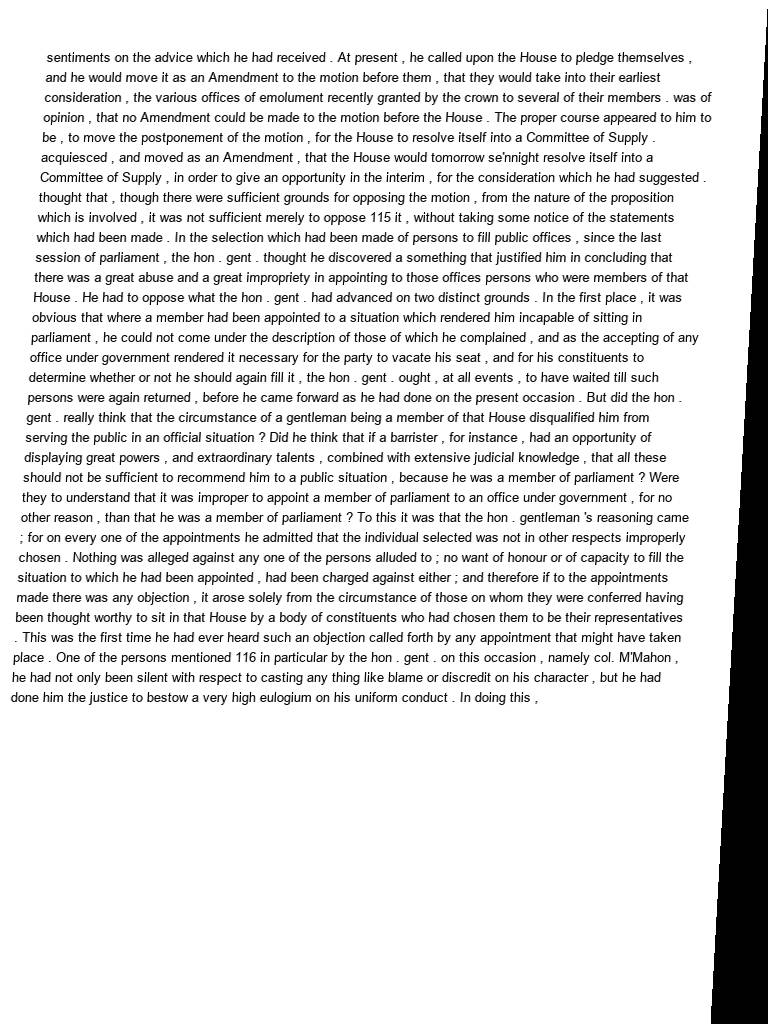 sentiments on the advice which he had received . At present , he called upon the House to pledge themselves ,
and he would move it as an Amendment to the motion before them , that they would take into their earliest
consideration , the various offices of emolument recently granted by the crown to several of their members . was of
opinion , that no Amendment could be made to the motion before the House . The proper course appeared to him to
be , to move the postponement of the motion , for the House to resolve itself into a Committee of Supply .
acquiesced , and moved as an Amendment , that the House would tomorrow se'nnight resolve itself into a
Committee of Supply , in order to give an opportunity in the interim , for the consideration which he had suggested .
thought that , though there were sufficient grounds for opposing the motion , from the nature of the proposition
which is involved , it was not sufficient merely to oppose 115 it , without taking some notice of the statements
which had been made . In the selection which had been made of persons to fill public offices , since the last
session of parliament , the hon . gent . thought he discovered a something that justified him in concluding that
there was a great abuse and a great impropriety in appointing to those offices persons who were members of that
House . He had to oppose what the hon . gent . had advanced on two distinct grounds . In the first place , it was
obvious that where a member had been appointed to a situation which rendered him incapable of sitting in
parliament , he could not come under the description of those of which he complained , and as the accepting of any
office under government rendered it necessary for the party to vacate his seat , and for his constituents to
determine whether or not he should again fill it , the hon . gent . ought , at all events , to have waited till such
persons were again returned , before he came forward as he had done on the present occasion . But did the hon .
gent . really think that the circumstance of a gentleman being a member of that House disqualified him from
serving the public in an official situation ? Did he think that if a barrister , for instance , had an opportunity of
displaying great powers , and extraordinary talents , combined with extensive judicial knowledge , that all these
should not be sufficient to recommend him to a public situation , because he was a member of parliament ? Were
they to understand that it was improper to appoint a member of parliament to an office under government , for no
other reason , than that he was a member of parliament ? To this it was that the hon . gentleman 's reasoning came
; for on every one of the appointments he admitted that the individual selected was not in other respects improperly
chosen . Nothing was alleged against any one of the persons alluded to ; no want of honour or of capacity to fill the
situation to which he had been appointed , had been charged against either ; and therefore if to the appointments
made there was any objection , it arose solely from the circumstance of those on whom they were conferred having
been thought worthy to sit in that House by a body of constituents who had chosen them to be their representatives
. This was the first time he had ever heard such an objection called forth by any appointment that might have taken
place . One of the persons mentioned 116 in particular by the hon . gent . on this occasion , namely col. M'Mahon ,
he had not only been silent with respect to casting any thing like blame or discredit on his character , but he had
done him the justice to bestow a very high eulogium on his uniform conduct . In doing this ,